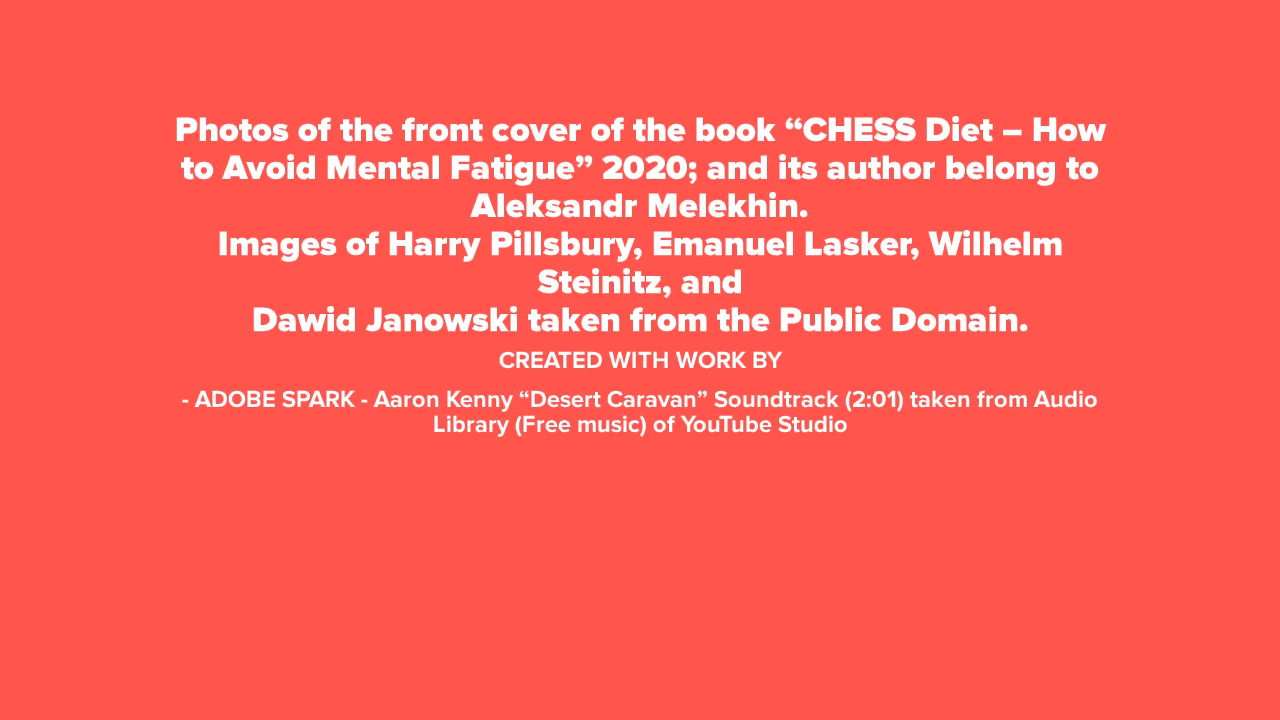 Photos of the front cover of the book “CHESS Diet – How
to Avoid Mental Fatigue” 2020; and its author belong to
Aleksandr Melekhin.
Images of Harry Pillsbury, Emanuel Lasker, Wilhelm
Steinitz, and
Dawid Janowski taken from the Public Domain.
CREATED WITH WORK BY
- ADOBE SPARK - Aaron Kenny “Desert Caravan” Soundtrack (2:01) taken from Audio
Library (Free music) of YouTube Studio